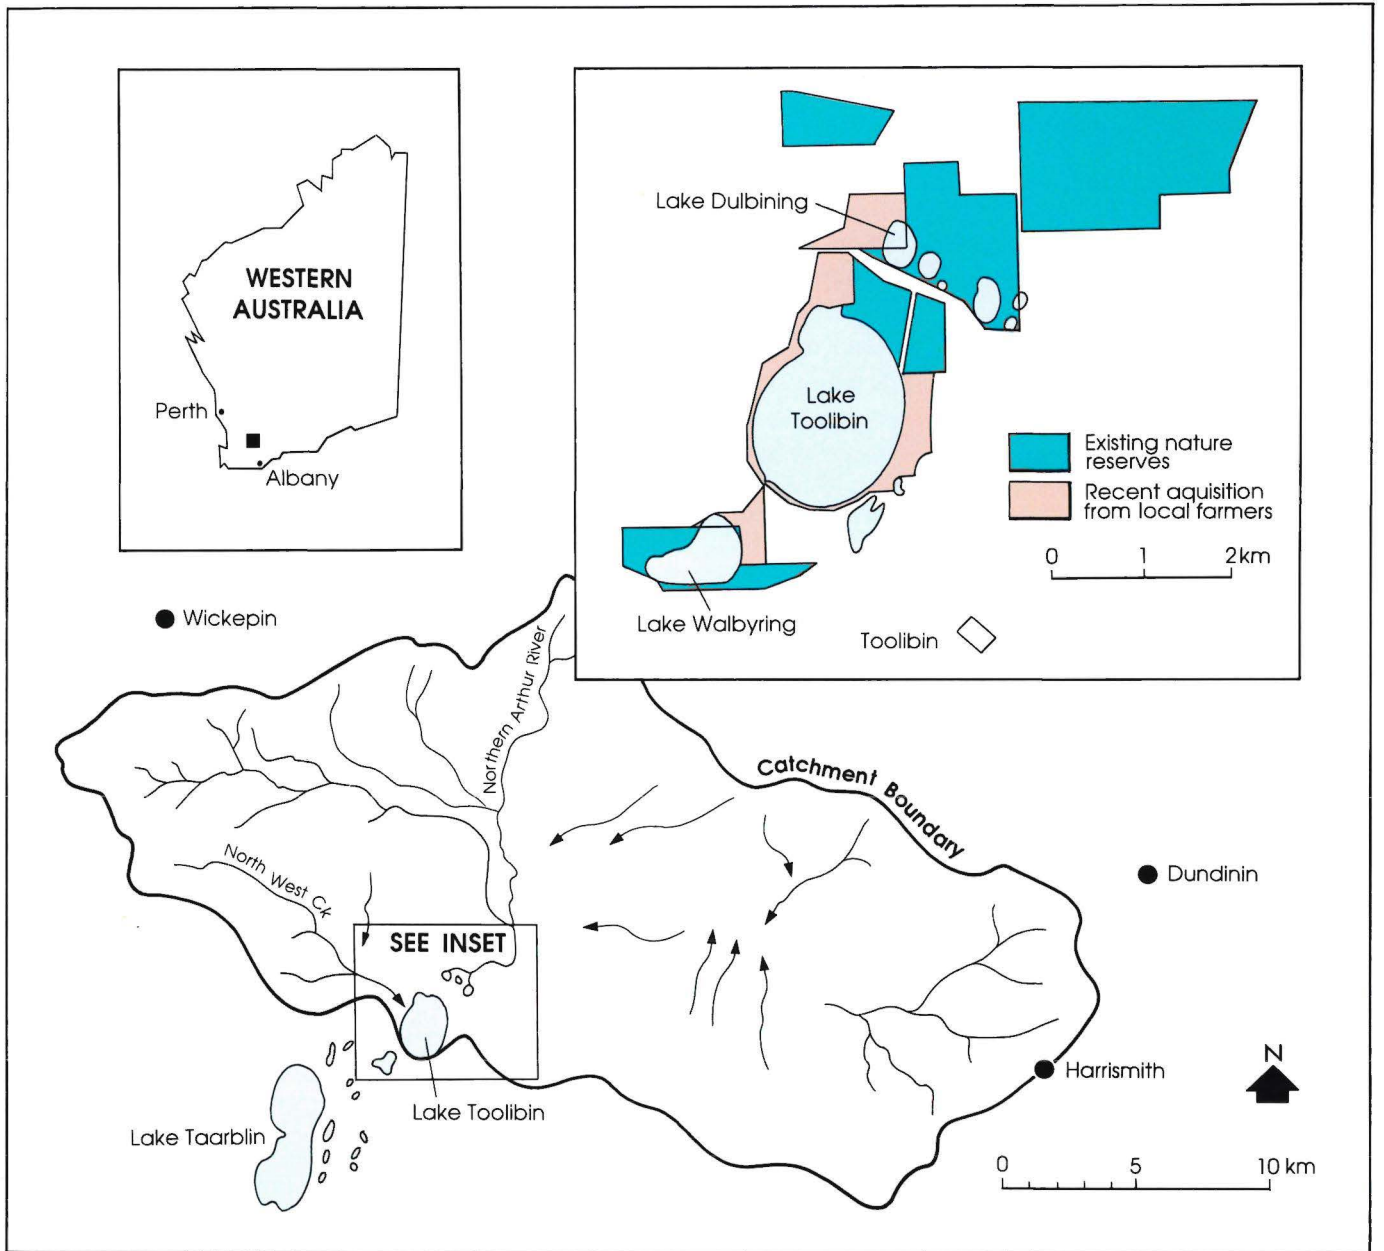 WESTERN
AUSTRALIA
Perth
Albany
Lake Dulbining
Lake
Toolibin
Existing nature
reserves
Recent aquisition
from local farmers
0 1 2km
Lake Walbyring
Toolibin
Wickepin
Northern Arthur River
Catchment Boundary
North West Ck
Dundinin
SEE INSET
Harrismith
N
Lake Toolibin
Lake Taarblin
0 5 10 km